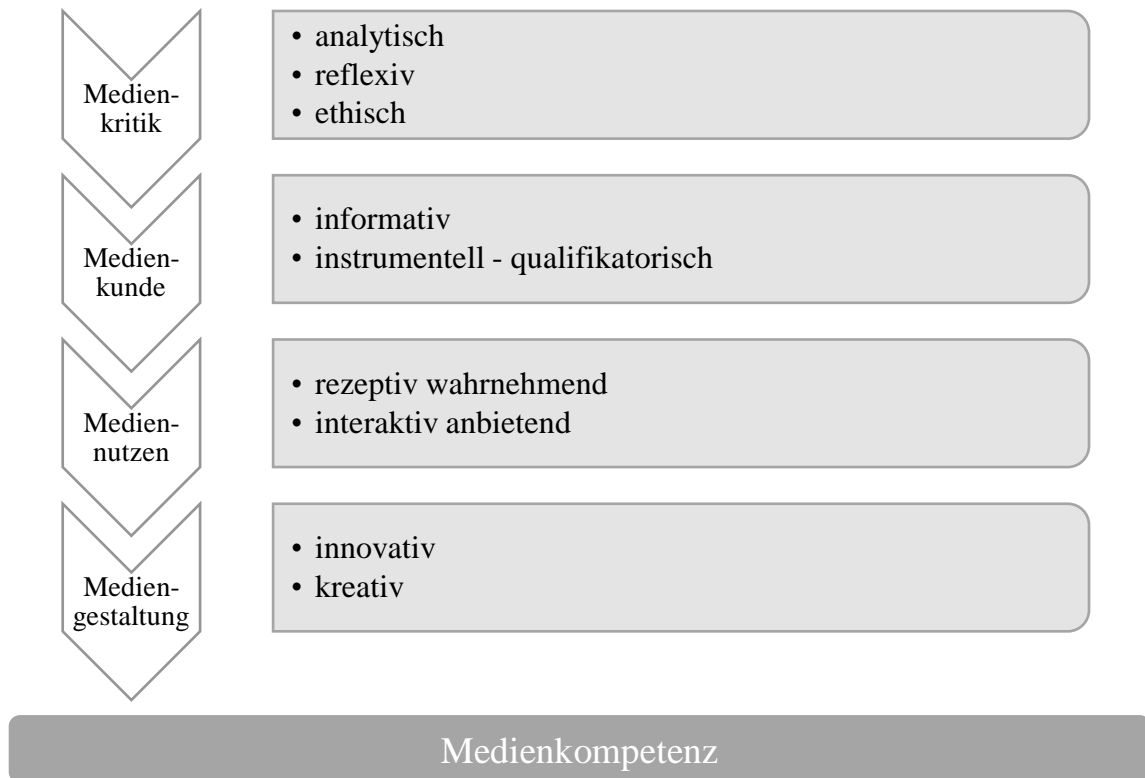 Medien-
kritik
• analytisch
• reflexiv
• ethisch
Medien-
kunde
• informativ
• instrumentell - qualifikatorisch
Medien-
nutzen
• rezeptiv wahrnehmend
• interaktiv anbietend
Medien-
gestaltung
• innovativ
• kreativ
Medienkompetenz